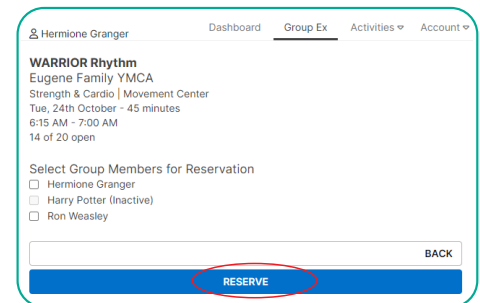 Hermione Granger
Dashboard Group Ex Activities Account
WARRIOR Rhythm
Eugene Family YMCA
Strength & Cardio | Movement Center
Tue, 24th October - 45 minutes
6:15 AM - 7:00 AM
14 of 20 open
Select Group Members for Reservation
Hermione Granger
Harry Potter (Inactive)
Ron Weasley
BACK
RESERVE